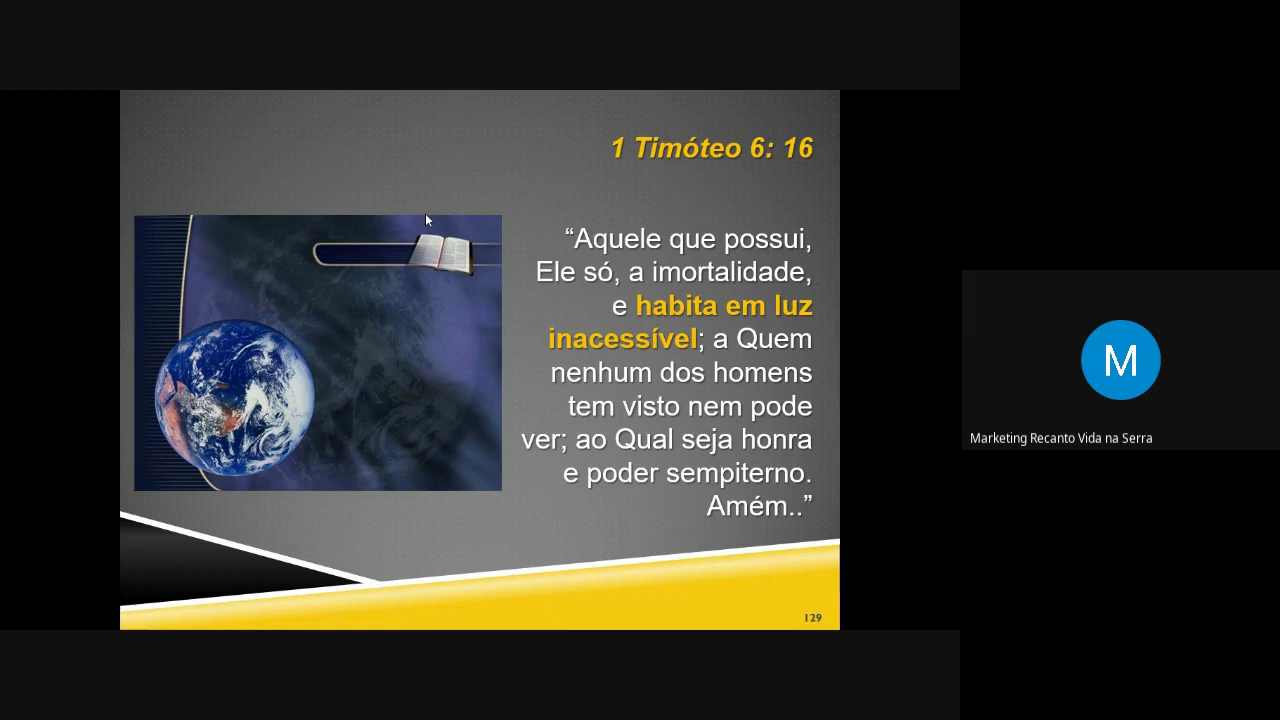 1 Timóteo 6: 16
“Aquele que possui,
Ele só, a imortalidade,
e habita em luz
inacessível; a Quem
nenhum dos homens
tem visto nem pode
ver; ao Qual seja honra
e poder sempiterno.
Amém..”
129
M
Marketing Recanto Vida na Serra